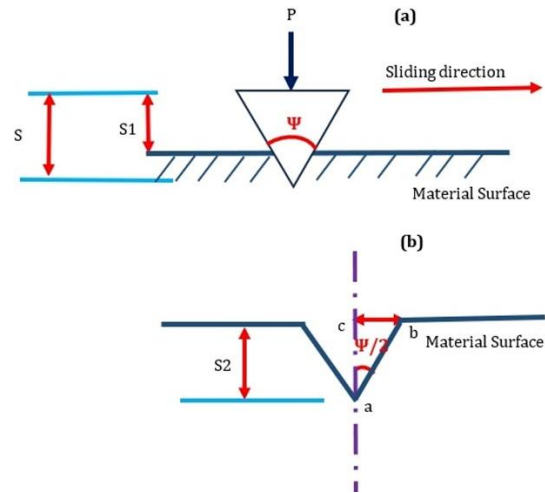 P
(a)
Sliding direction
Ψ
S
S1
Material Surface
(b)
c
b
Ψ/2
Material Surface
S2
a